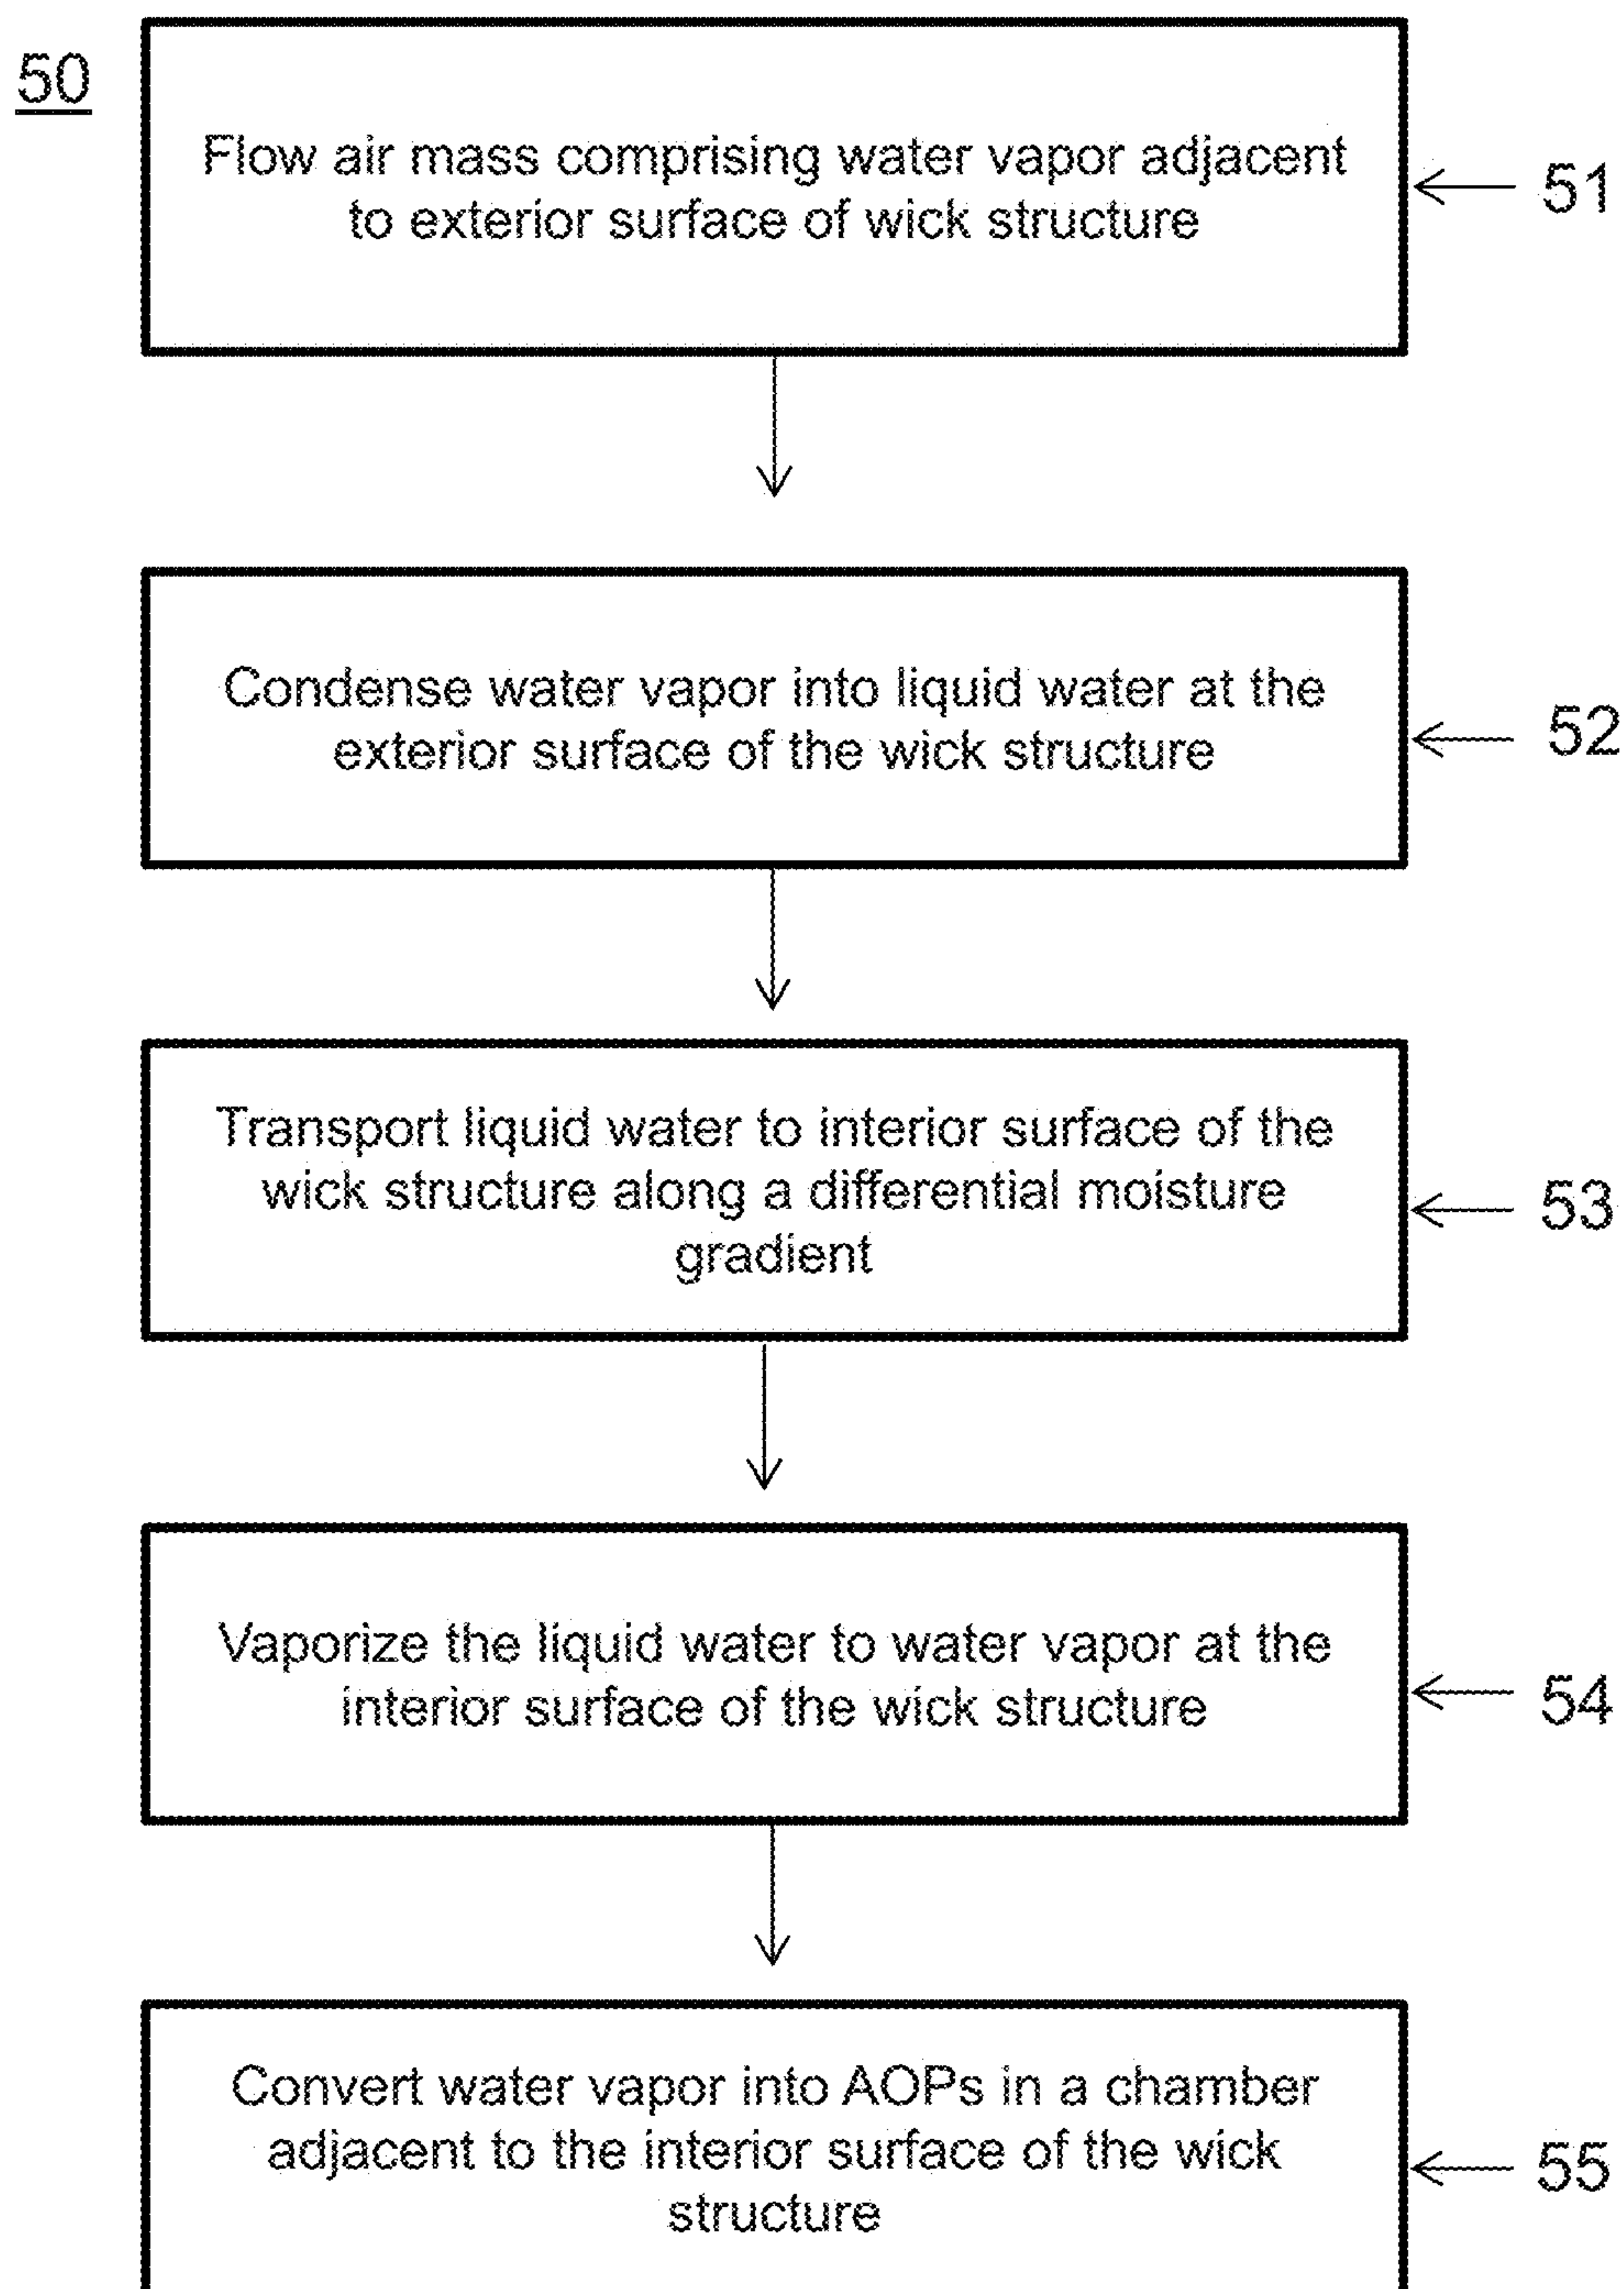 50
Flow air mass comprising water vapor adjacent
to exterior surface of wick structure
51
Condense water vapor into liquid water at the
exterior surface of the wick structure
52
Transport liquid water to interior surface of the
wick structure along a differential moisture
gradient
53
Vaporize the liquid water to water vapor at the
interior surface of the wick structure
54
Convert water vapor into AOPs in a chamber
adjacent to the interior surface of the wick
structure
55